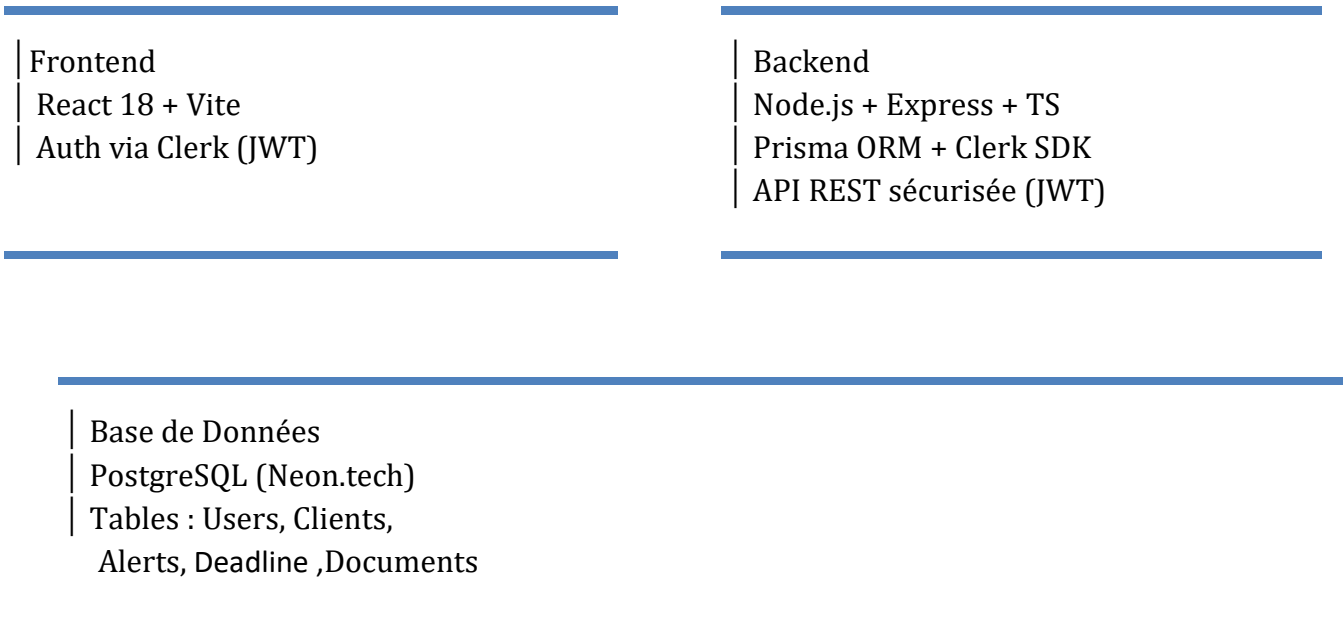 │Frontend
│ React 18 + Vite
│ Auth via Clerk (JWT)
│ Backend
│ Node.js + Express + TS
│ Prisma ORM + Clerk SDK
│ API REST sécurisée (JWT)
│ Base de Données
│ PostgreSQL (Neon.tech)
│ Tables : Users, Clients,
Alerts, Deadline ,Documents